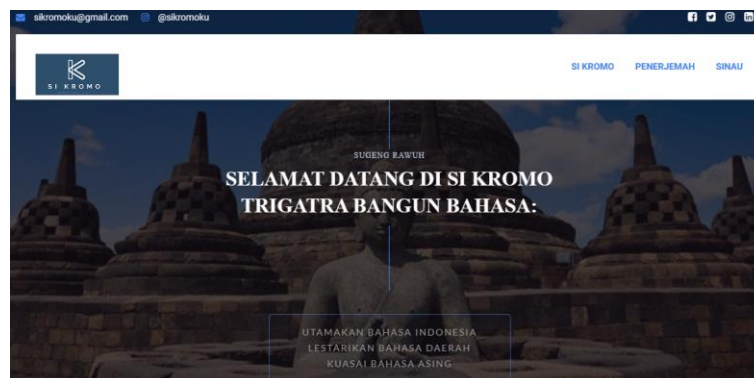 sikromoku@gmail.com @sikromoku
SI KROMO
SI KROMO PENERJEMAH SINAU
SUGENG RAWUH
SELAMAT DATANG DI SI KROMO
TRIGATRA BANGUN BAHASA:
UTAMAKAN BAHASA INDONESIA
LESTARIKAN BAHASA DAERAH
KUASAI BAHASA ASING